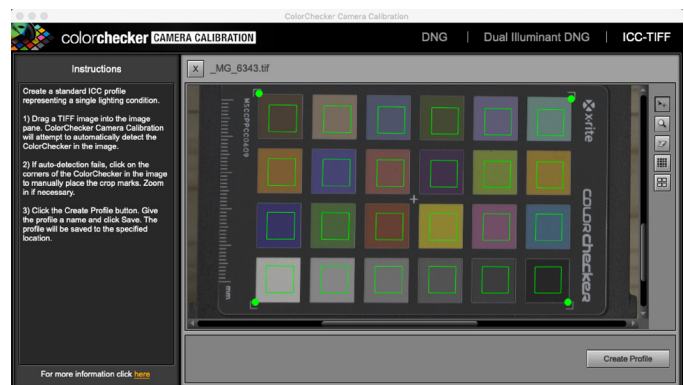 ColorChecker Camera Calibration
colorchecker CAMERA CALIBRATION
DNG | Dual Illuminant DNG | ICC-TIFF
Instructions
X _MG_6343.tif
Create a standard ICC profile
representing a single lighting condition.
1) Drag a TIFF image into the image
pane. ColorChecker Camera Calibration
will attempt to automatically detect the
ColorChecker in the image.
2) If auto-detection fails, click on the
corners of the ColorChecker in the image
to manually place the crop marks. Zoom
in if necessary.
3) Click the Create Profile button. Give
the profile a name and click Save. The
profile will be saved to the specified
location.
MSCCPPCC0409
mm
x-rite
colorchecker
Create Profile
For more information click here